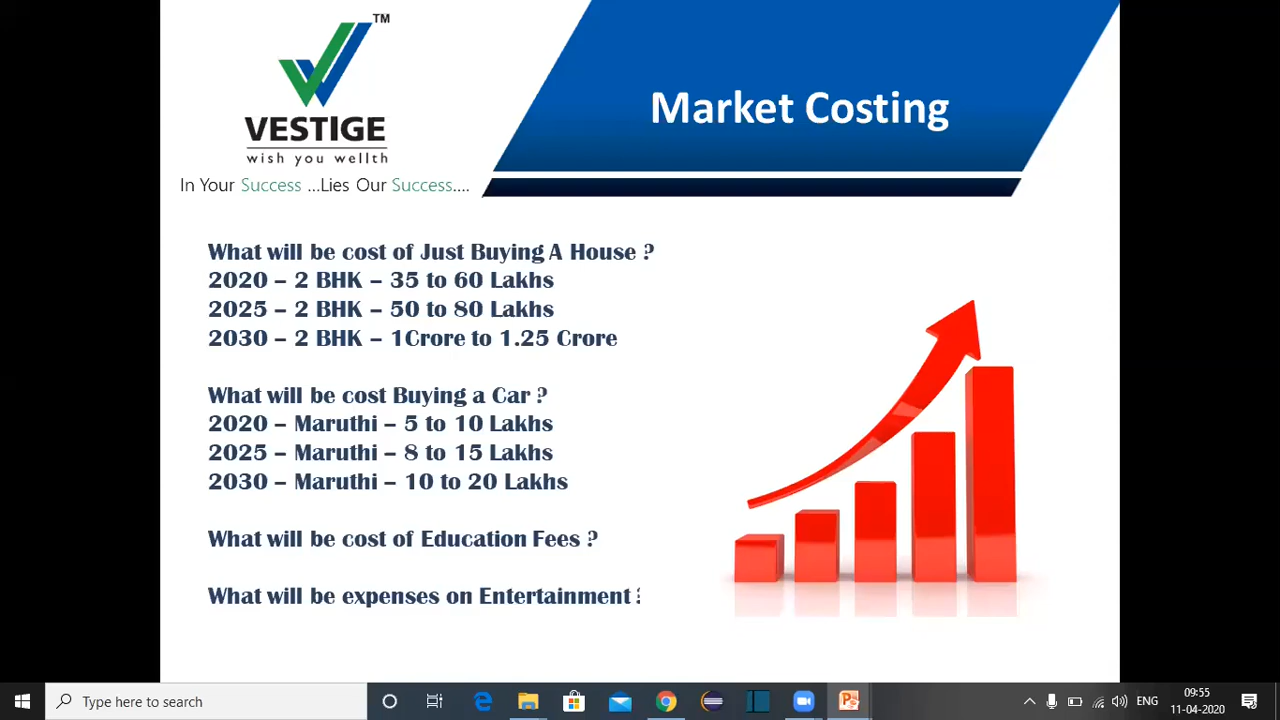 TM
VESTIGE
wish you wellth
In Your Success ...Lies Our Success....
Market Costing
What will be cost of Just Buying A House ?
2020 – 2 BHK – 35 to 60 Lakhs
2025 – 2 BHK – 50 to 80 Lakhs
2030 – 2 BHK – 1Crore to 1.25 Crore
What will be cost Buying a Car ?
2020 – Maruthi – 5 to 10 Lakhs
2025 – Maruthi – 8 to 15 Lakhs
2030 – Maruthi – 10 to 20 Lakhs
What will be cost of Education Fees ?
What will be expenses on Entertainment ?
Type here to search
ENG
09:55
11-04-2020